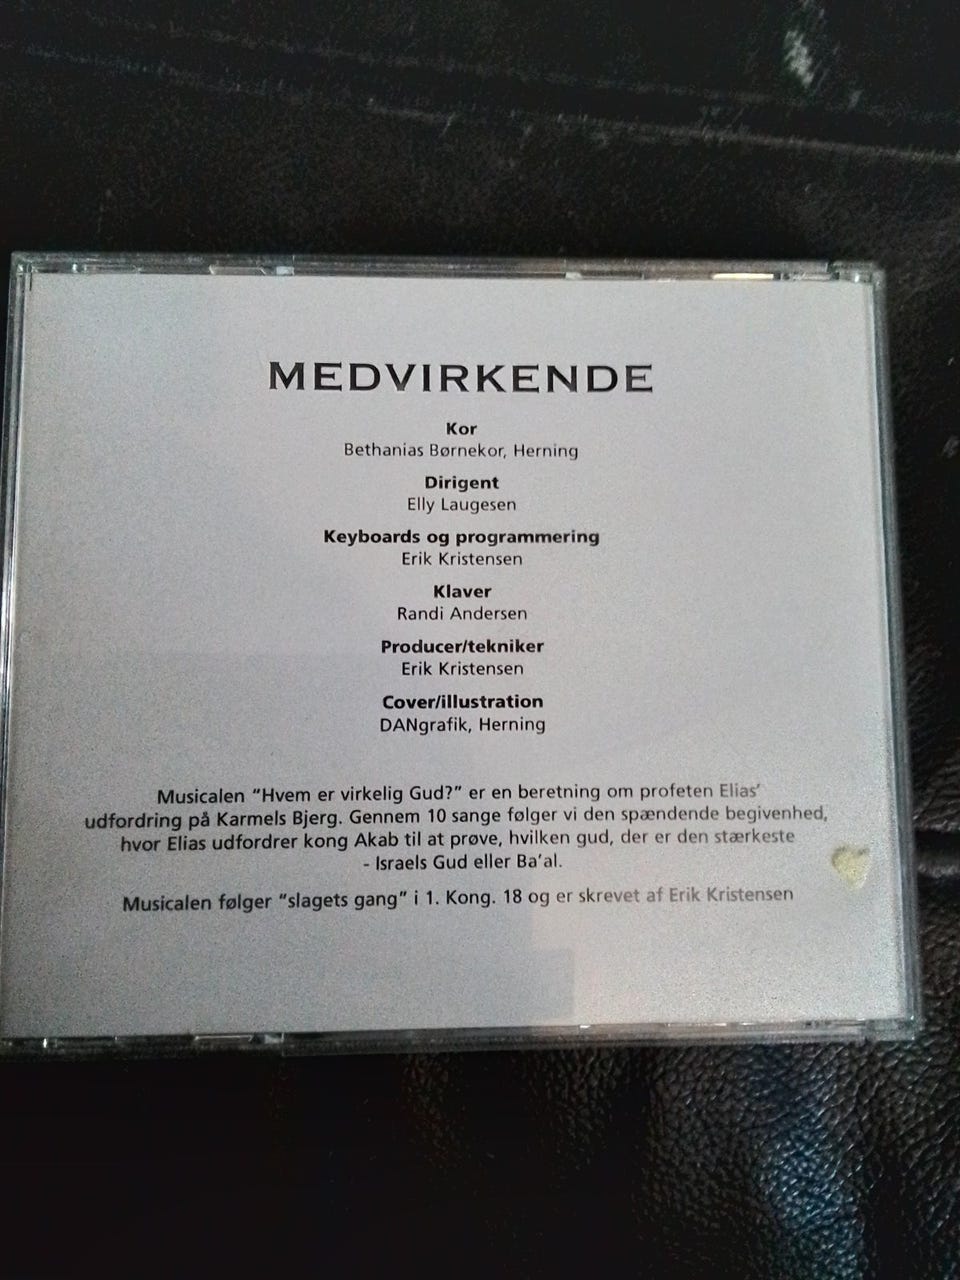 MEDVIRKENDE
Kor
Bethanias Børnekor, Herning
Dirigent
Elly Laugesen
Keyboards og programmering
Erik Kristensen
Klaver
Randi Andersen
Producer/tekniker
Erik Kristensen
Cover/illustration
DANgrafik, Herning
Musicalen “Hvem er virkelig Gud?” er en beretning om profeten Elias’
udfordring på Karmels Bjerg. Gennem 10 sange følger vi den spændende begivenhed,
hvor Elias udfordrer kong Akab til at prøve, hvilken gud, der er den stærkeste
- Israels Gud eller Ba’al.
Musicalen følger “slagets gang” i 1. Kong. 18 og er skrevet af Erik Kristensen